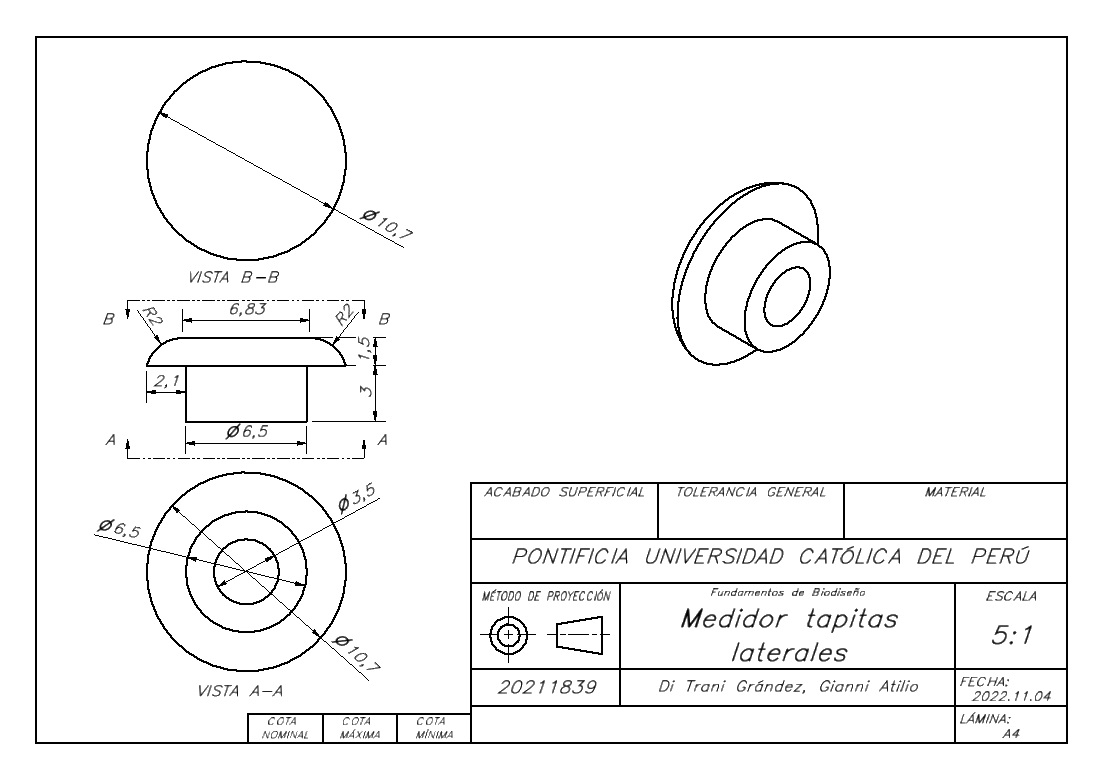 Ø10,7
VISTA B-B
B
R2
6,83
R2
B
1,5
2,1
3
Ø6,5
A
A
Ø3,5
Ø6,5
Ø10,7
VISTA A-A
ACABADO SUPERFICIAL
TOLERANCIA GENERAL
MATERIAL
PONTIFICIA UNIVERSIDAD CATÓLICA DEL PERÚ
MÉTODO DE PROYECCIÓN
Fundamentos de Biodiseño
Medidor tapitas
laterales
ESCALA
5:1
20211839
Di Trani Grández, Gianni Atilio
FECHA:
2022.11.04
COTA
NOMINAL
COTA
MÁXIMA
COTA
MÍNIMA
LÁMINA:
A4